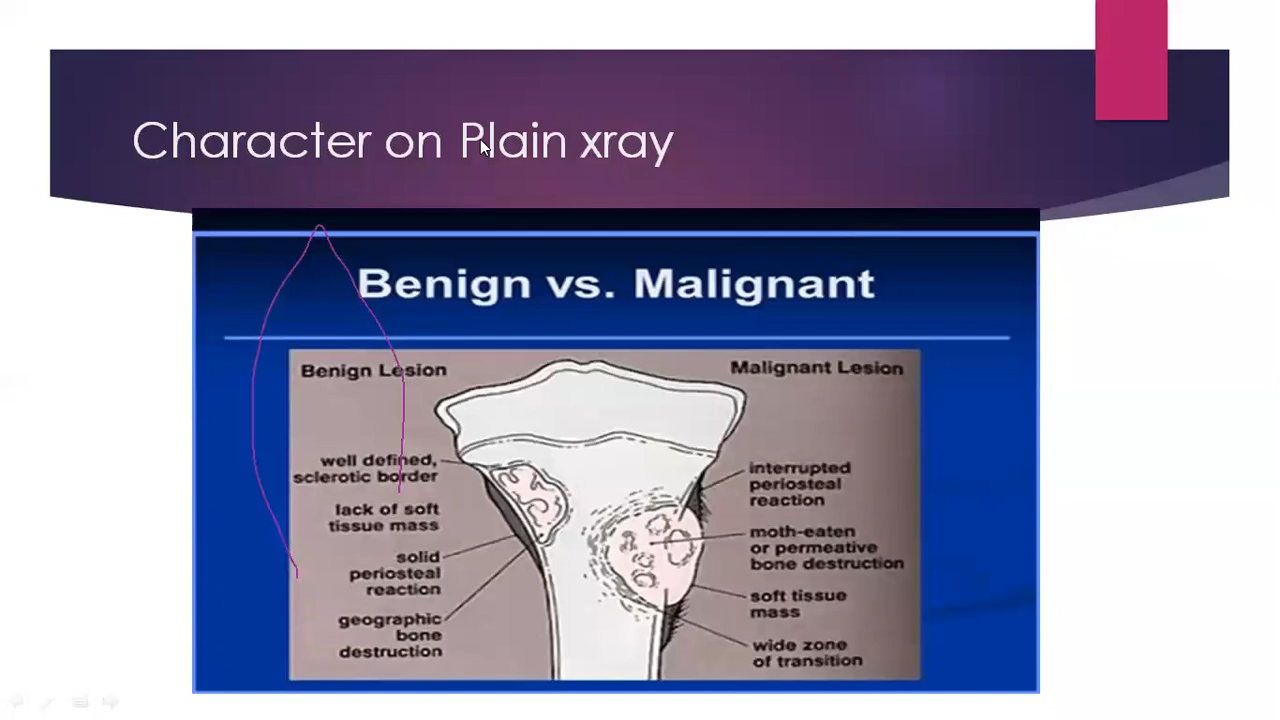 Character on Plain xray
Benign vs. Malignant
Benign Lesion
well defined,
sclerotic border
lack of soft
tissue mass
solid
periosteal
reaction
geographic
bone
destruction
Malignant Lesion
interrupted
periosteal
reaction
moth-eaten
or permeative
bone destruction
soft tissue
mass
wide zone
of transition